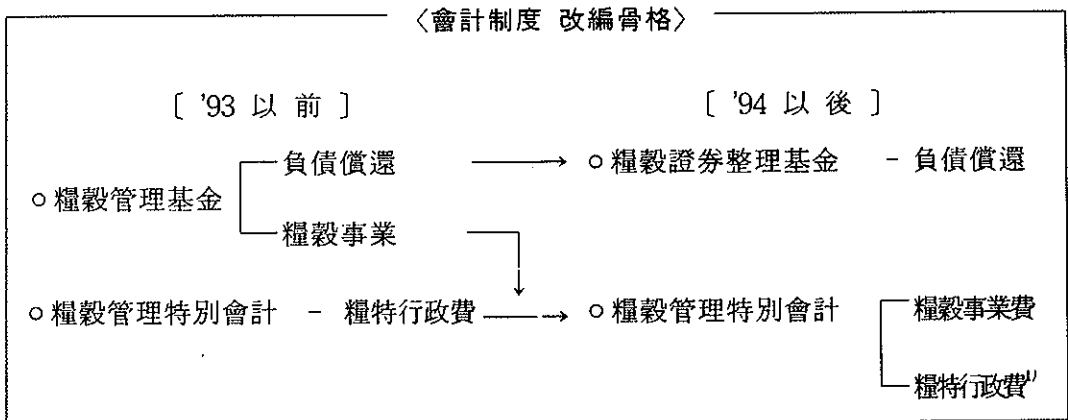 〈會計制度 改編骨格〉
〔 '93 以 前 〕 〔 '94 以 後 〕
負債償還 → ○ 糧穀證券整理基金 - 負債償還
○ 糧穀管理基金
糧穀事業
○ 糧穀管理特別會計 - 糧特行政費 → ○ 糧穀管理特別會計 糧穀事業費
糧特行政費¹⁾